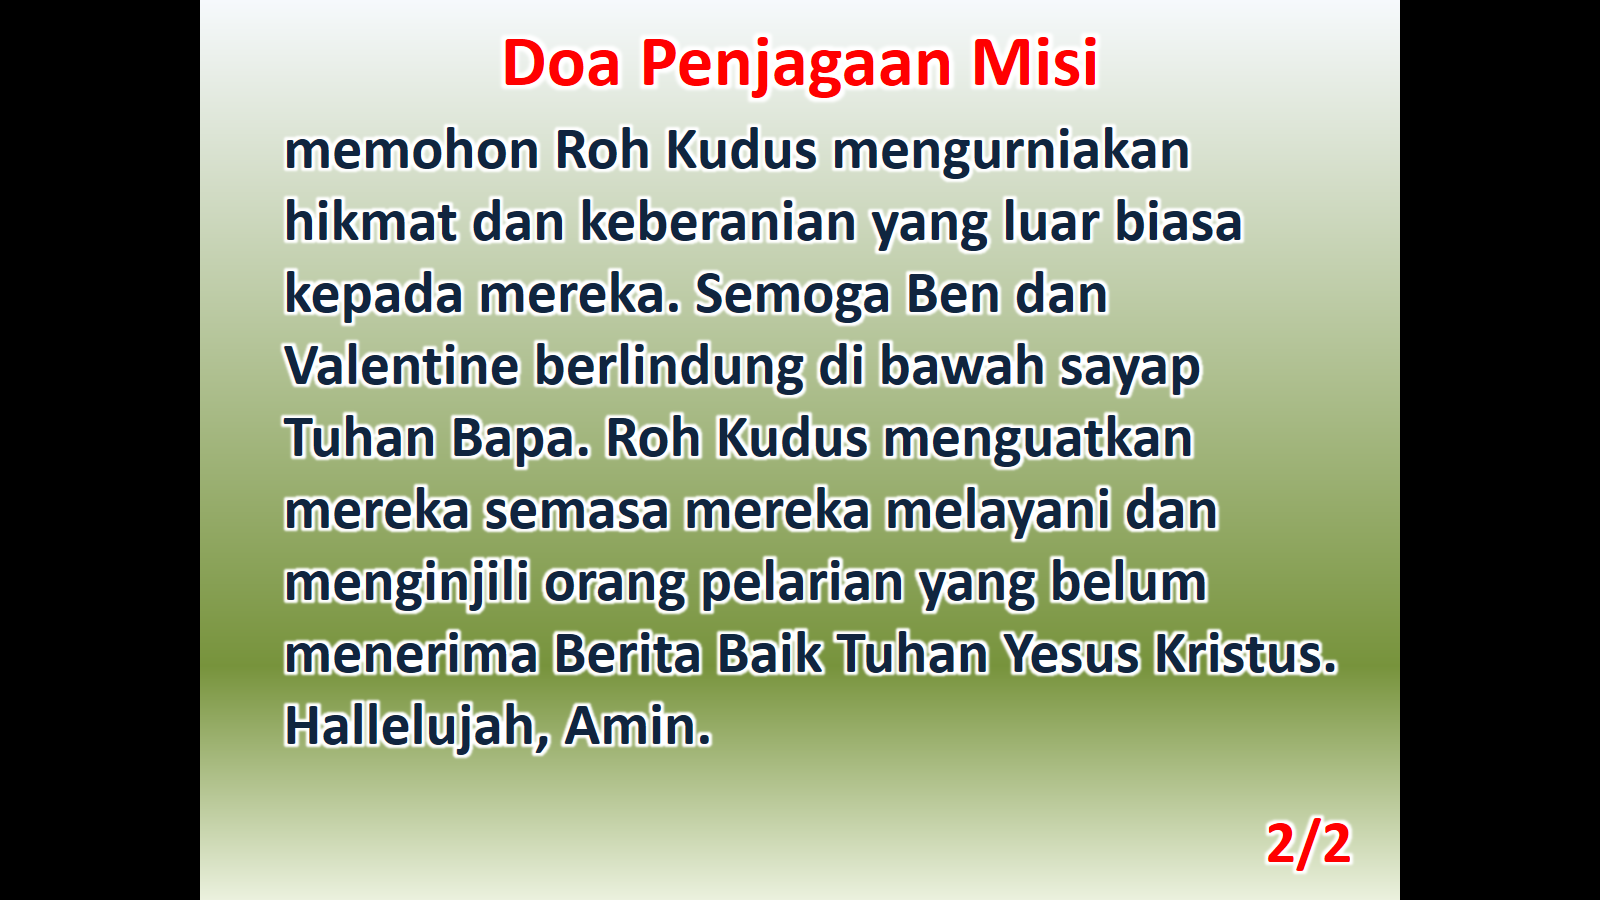 Doa Penjagaan Misi
memohon Roh Kudus mengurniakan
hikmat dan keberanian yang luar biasa
kepada mereka. Semoga Ben dan
Valentine berlindung di bawah sayap
Tuhan Bapa. Roh Kudus menguatkan
mereka semasa mereka melayani dan
menginjili orang pelarian yang belum
menerima Berita Baik Tuhan Yesus Kristus.
Hallelujah, Amin.
2/2